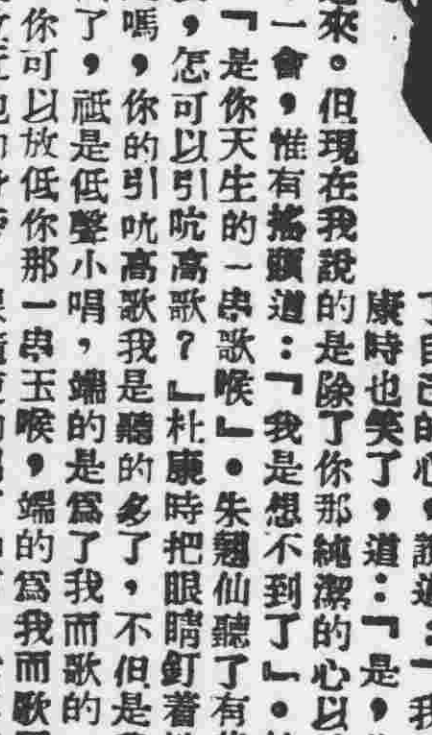 了自己的心，說道：「我
康時也笑了，道：『是，
來。但現在我說的是除了你那純潔的心以
一會，惟有搖頭道：『我是想不到了』。
，『是你天生的一串歌喉』。朱翹仙聽了有
，怎可以引吭高歌？』杜康時把眼睛釘着
嗎，你的引吭高歌我是聽的多了，不但是
了，祗是低聲小唱，端的是爲了我而歌的
你可以放低你那一串玉喉，端的爲我而歌